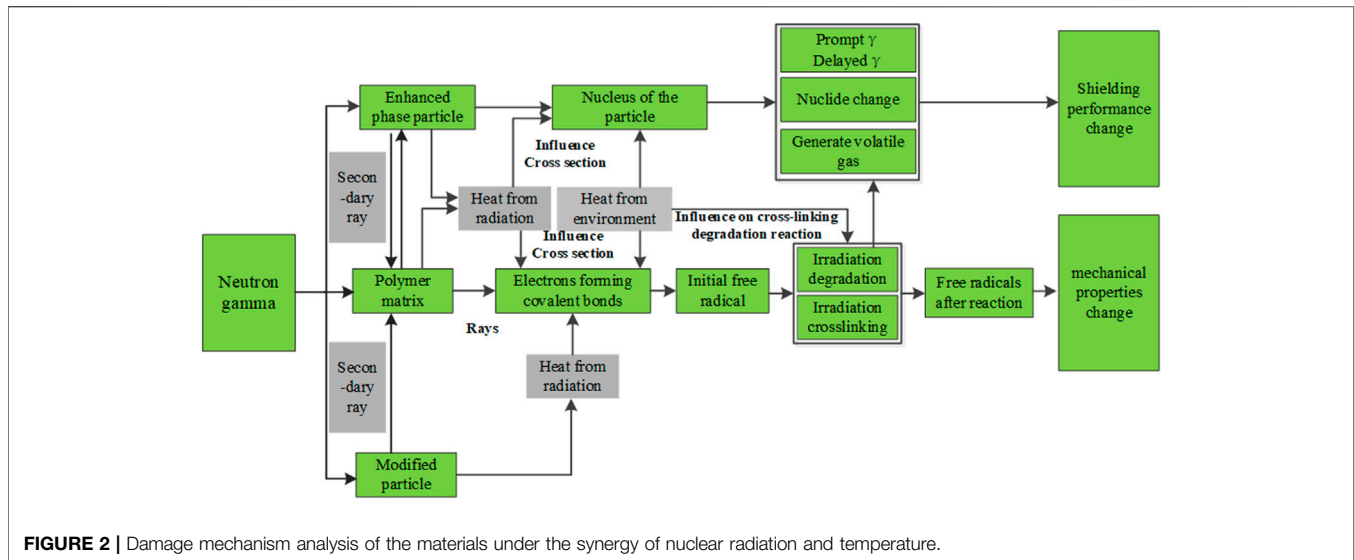 Prompt γ
Delayed γ
Enhanced
phase particle
Nucleus of the
particle
Nuclide change
Shielding
performance
change
Generate volatile
gas
Influence
Cross section
Secon
-dary
ray
Heat from
radiation
Heat from
environment
Influence on cross-linking
degradation reaction
Influence
Cross section
Neutron
gamma
Polymer
matrix
Electrons forming
covalent bonds
Initial free
radical
Irradiation
degradation
Irradiation
crosslinking
Free radicals
after reaction
mechanical
properties
change
Rays
Secon
-dary
ray
Heat from
radiation
Modified
particle
FIGURE 2 | Damage mechanism analysis of the materials under the synergy of nuclear radiation and temperature.